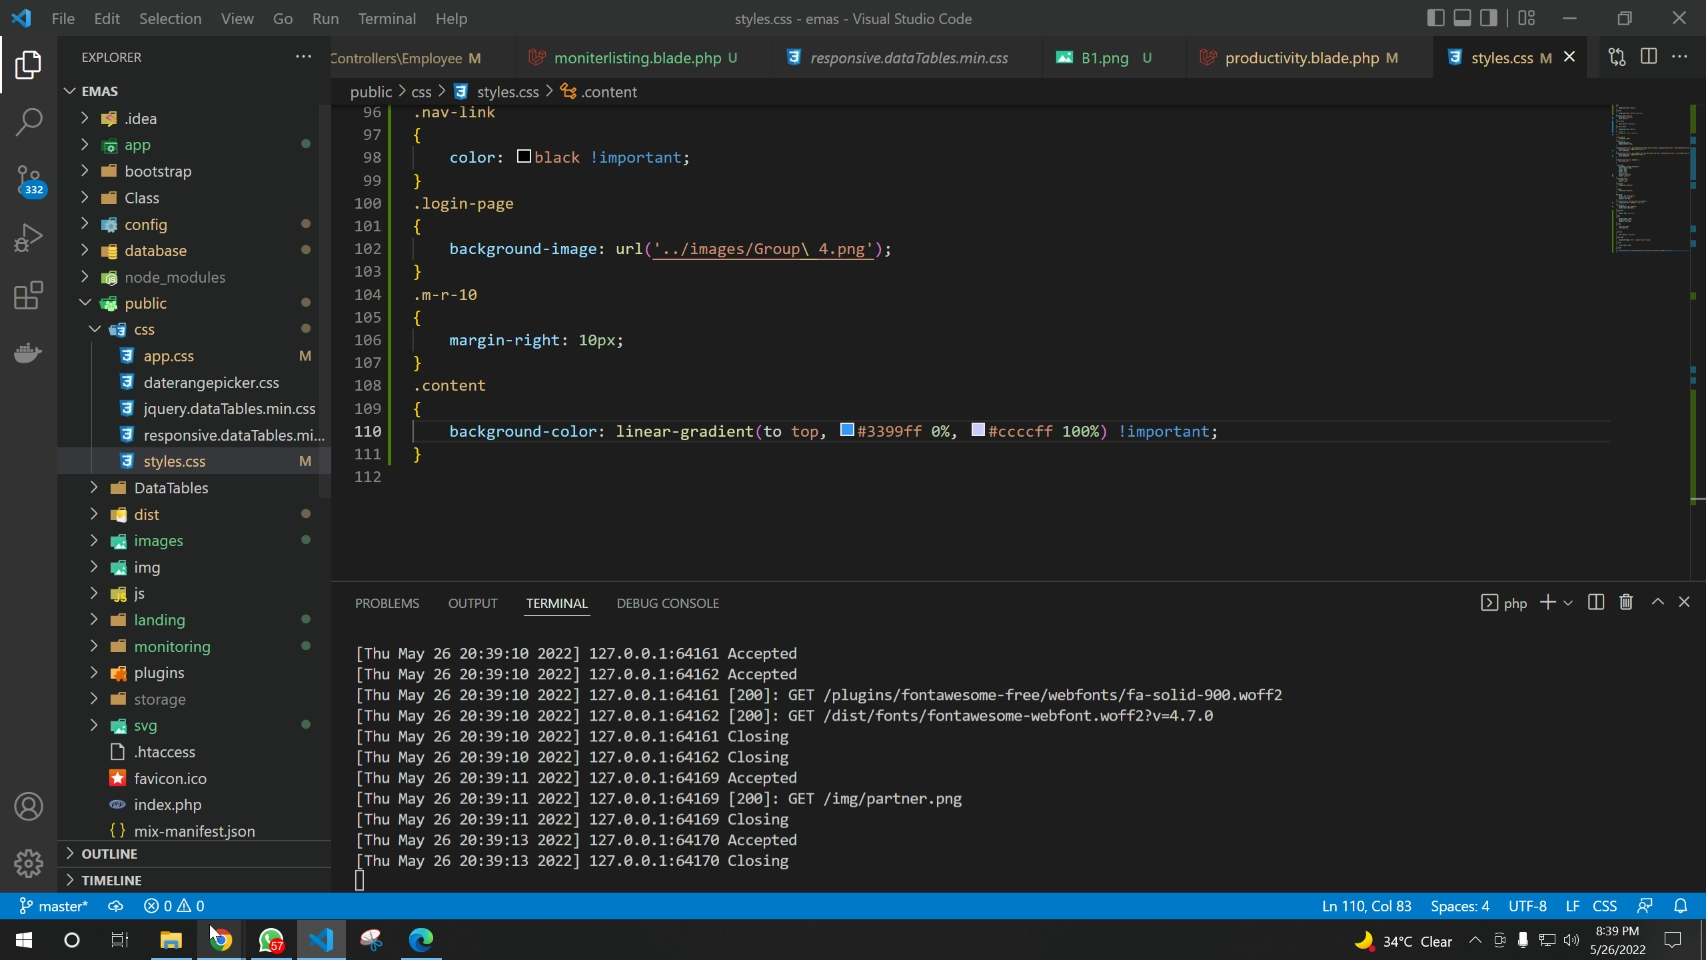 File Edit Selection View Go Run Terminal Help
styles.css - emas - Visual Studio Code
EXPLORER
Controllers\Employee M
moniterlisting.blade.php U
responsive.dataTables.min.css
B1.png U
productivity.blade.php M
styles.css M
EMAS
public > css > styles.css > .content
.idea
app
bootstrap
Class
config
database
node_modules
public
css
app.css M
daterangepicker.css
jquery.dataTables.min.css
responsive.dataTables.mi...
styles.css M
DataTables
dist
images
img
js
landing
monitoring
plugins
storage
svg
.htaccess
favicon.ico
index.php
mix-manifest.json
OUTLINE
TIMELINE
332
96 .nav-link
97 {
98 color: black !important;
99 }
100 .login-page
101 {
102 background-image: url('../images/Group\ 4.png');
103 }
104 .m-r-10
105 {
106 margin-right: 10px;
107 }
108 .content
109 {
110 background-color: linear-gradient(to top, #3399ff 0%, #ccccff 100%) !important;
111 }
112
PROBLEMS OUTPUT TERMINAL DEBUG CONSOLE
php
[Thu May 26 20:39:10 2022] 127.0.0.1:64161 Accepted
[Thu May 26 20:39:10 2022] 127.0.0.1:64162 Accepted
[Thu May 26 20:39:10 2022] 127.0.0.1:64161 [200]: GET /plugins/fontawesome-free/webfonts/fa-solid-900.woff2
[Thu May 26 20:39:10 2022] 127.0.0.1:64162 [200]: GET /dist/fonts/fontawesome-webfont.woff2?v=4.7.0
[Thu May 26 20:39:10 2022] 127.0.0.1:64161 Closing
[Thu May 26 20:39:10 2022] 127.0.0.1:64162 Closing
[Thu May 26 20:39:11 2022] 127.0.0.1:64169 Accepted
[Thu May 26 20:39:11 2022] 127.0.0.1:64169 [200]: GET /img/partner.png
[Thu May 26 20:39:11 2022] 127.0.0.1:64169 Closing
[Thu May 26 20:39:13 2022] 127.0.0.1:64170 Accepted
[Thu May 26 20:39:13 2022] 127.0.0.1:64170 Closing
master* 0 0
Ln 110, Col 83 Spaces: 4 UTF-8 LF CSS
57
34°C Clear
8:39 PM
5/26/2022